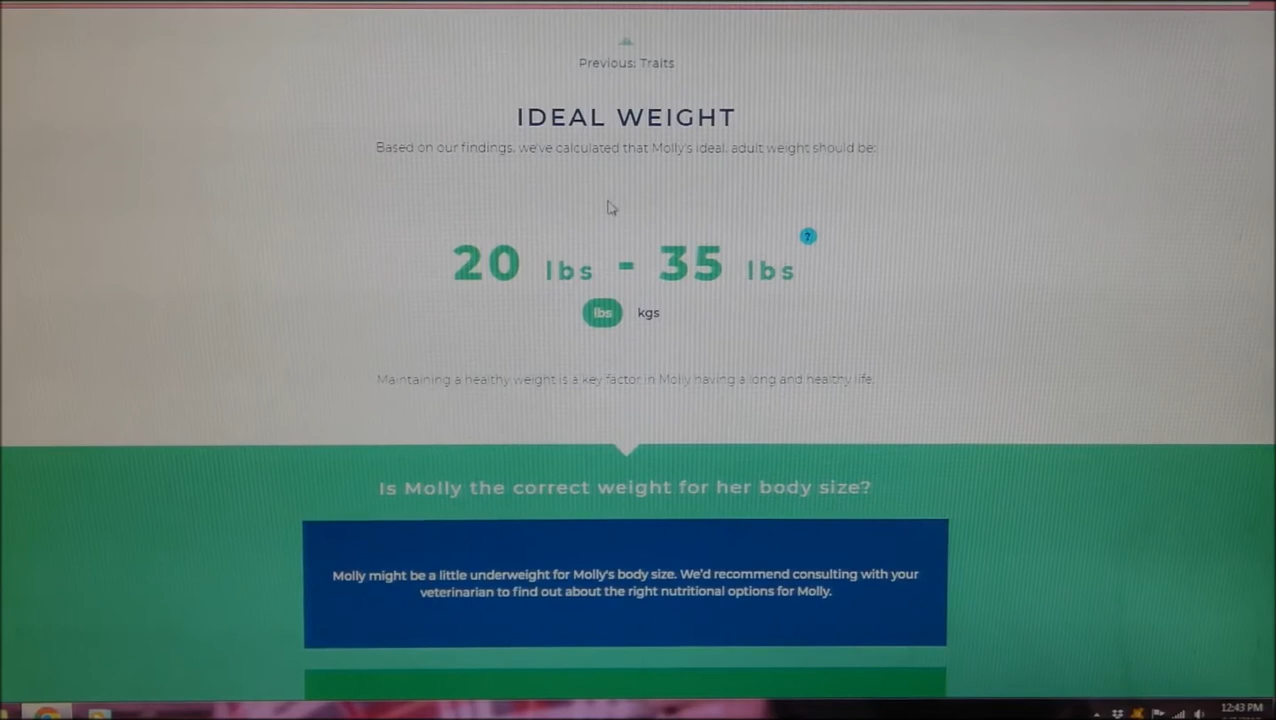 Previous: Traits
IDEAL WEIGHT
Based on our findings, we've calculated that Molly's ideal, adult weight should be:
?
20 lbs - 35 lbs
lbs kgs
Maintaining a healthy weight is a key factor in Molly having a long and healthy life.
Is Molly the correct weight for her body size?
Molly might be a little underweight for Molly's body size. We'd recommend consulting with your
veterinarian to find out about the right nutritional options for Molly.
12:43 PM